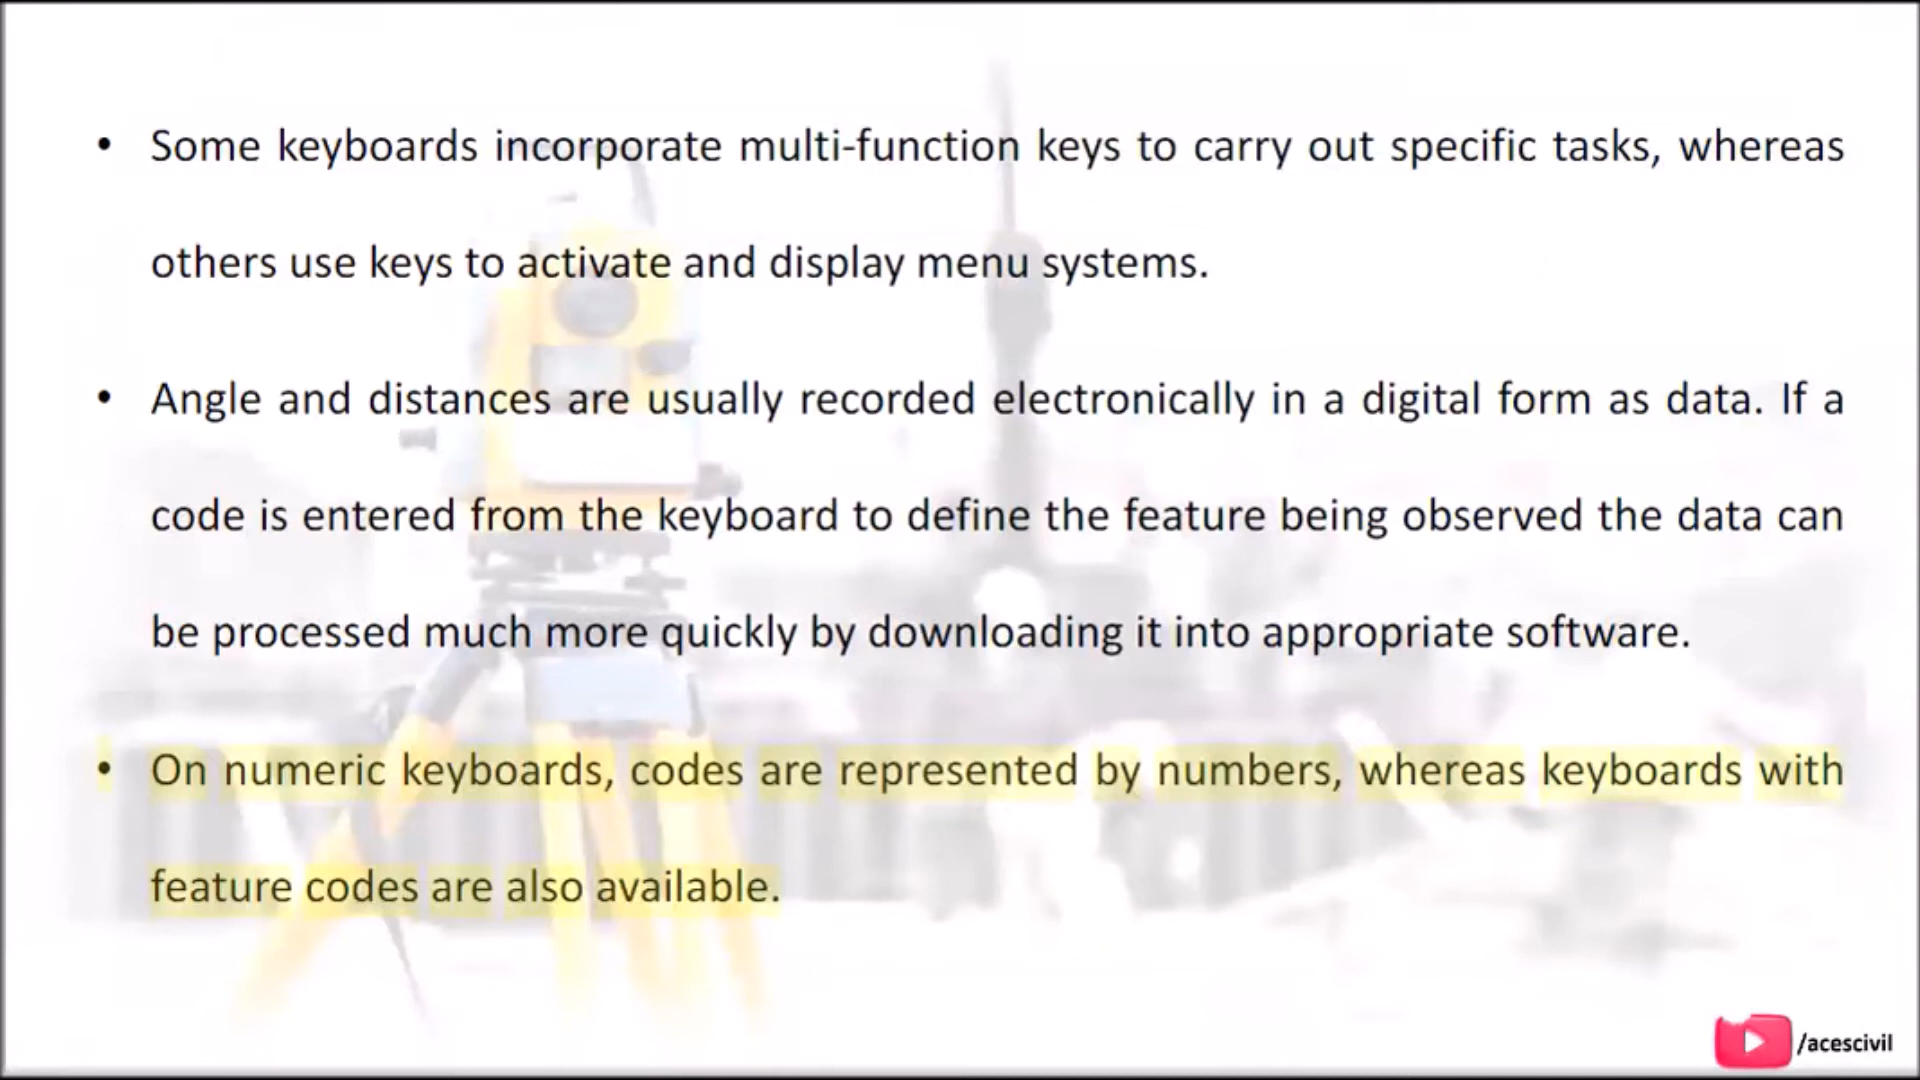 • Some keyboards incorporate multi-function keys to carry out specific tasks, whereas
others use keys to activate and display menu systems.
• Angle and distances are usually recorded electronically in a digital form as data. If a
code is entered from the keyboard to define the feature being observed the data can
be processed much more quickly by downloading it into appropriate software.
• On numeric keyboards, codes are represented by numbers, whereas keyboards with
feature codes are also available.
/acescivil